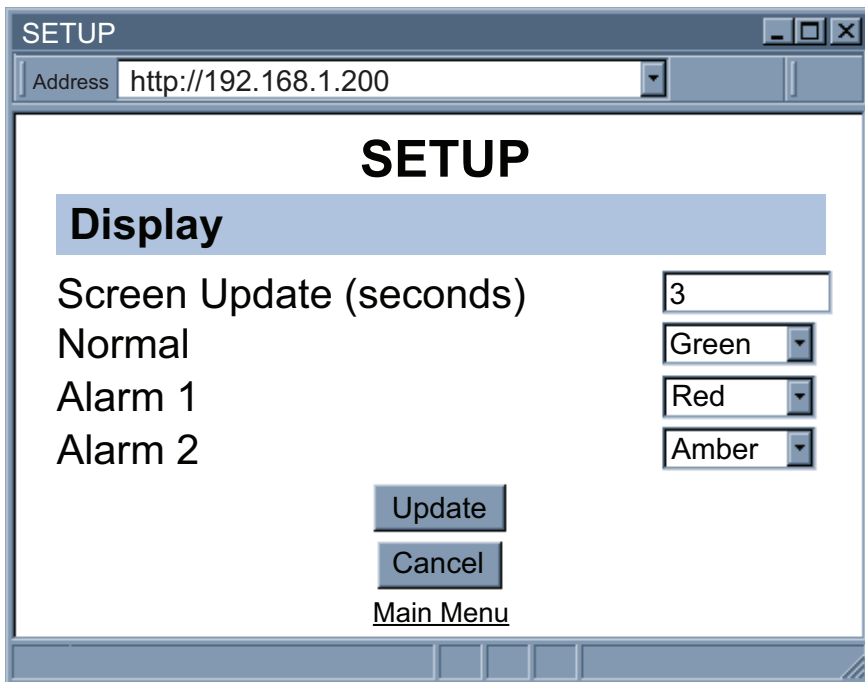 SETUP
Address http://192.168.1.200
SETUP
Display
Screen Update (seconds) 3
Normal Green
Alarm 1 Red
Alarm 2 Amber
Update
Cancel
Main Menu